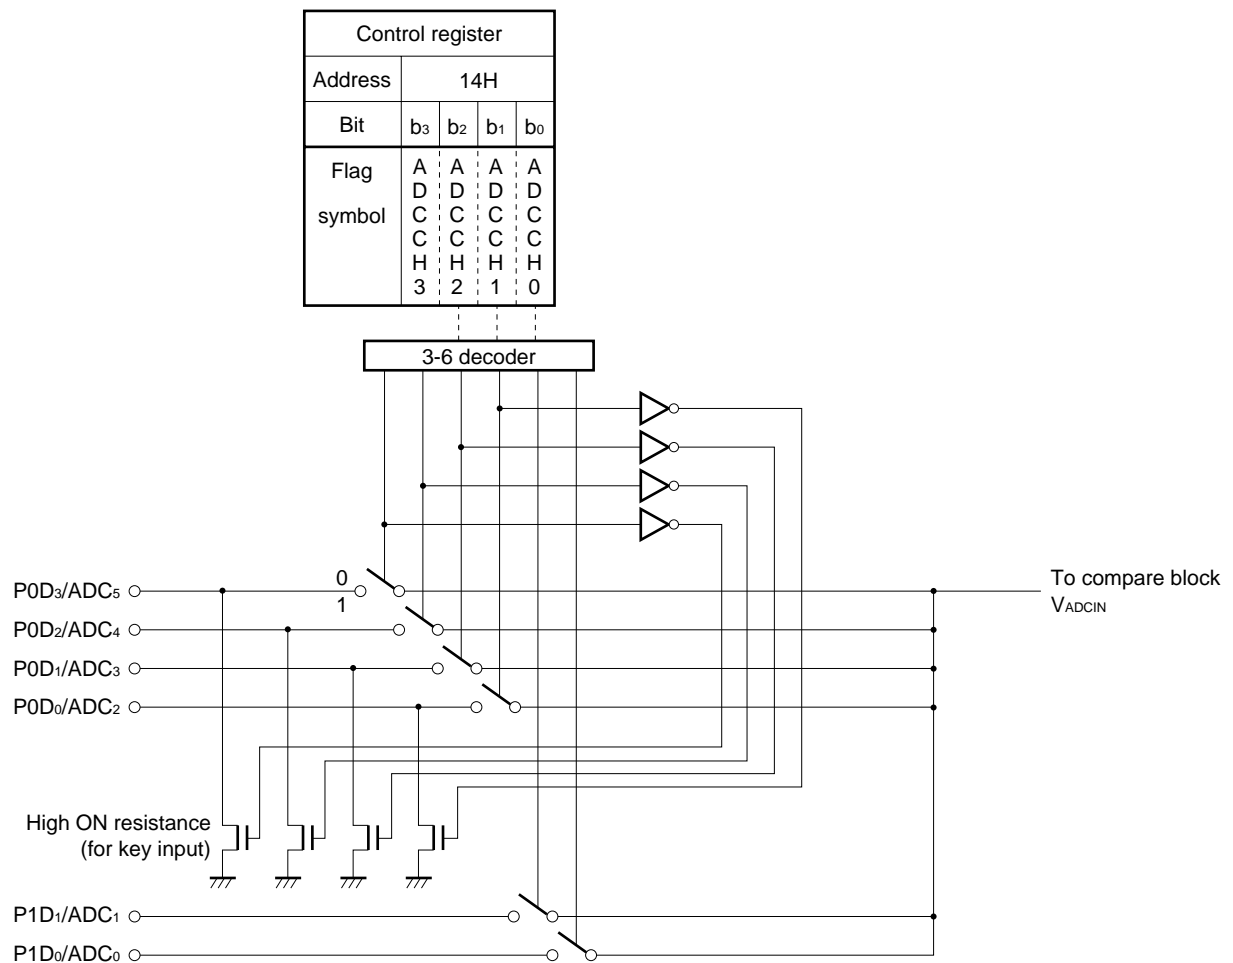 Control register
Address 14H
Bit b3 b2 b1 b0
Flag symbol ADCCH3 ADCCH2 ADCCH1 ADCCH0
3-6 decoder
0
1
P0D3/ADC5
To compare block
VADCIN
P0D2/ADC4
P0D1/ADC3
P0D0/ADC2
High ON resistance
(for key input)
P1D1/ADC1
P1D0/ADC0